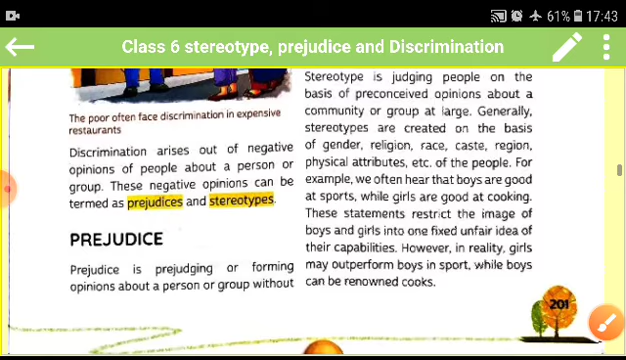 61% 17:43
Class 6 stereotype, prejudice and Discrimination
The poor often face discrimination in expensive
restaurants
Discrimination arises out of negative
opinions of people about a person or
group. These negative opinions can be
termed as prejudices and stereotypes.
PREJUDICE
Prejudice is prejudging or forming
opinions about a person or group without
Stereotype is judging people on the
basis of preconceived opinions about a
community or group at large. Generally,
stereotypes are created on the basis
of gender, religion, race, caste, region,
physical attributes, etc. of the people. For
example, we often hear that boys are good
at sports, while girls are good at cooking.
These statements restrict the image of
boys and girls into one fixed unfair idea of
their capabilities. However, in reality, girls
may outperform boys in sport, while boys
can be renowned cooks.
201